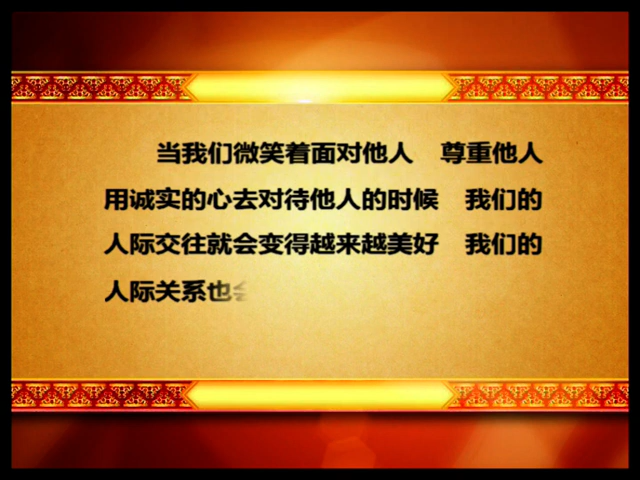 当我们微笑着面对他人 尊重他人
用诚实的心去对待他人的时候 我们的
人际交往就会变得越来越美好 我们的
人际关系也